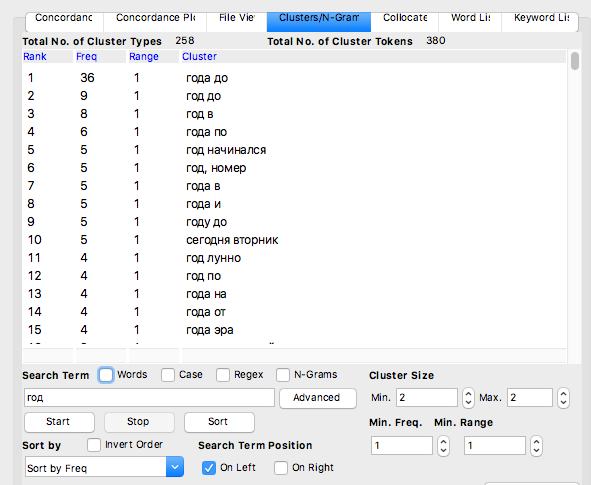 Concordanc Concordance Pl File Vie Clusters/N-Gram Collocate Word Li Keyword Lis
Total No. of Cluster Types 258 Total No. of Cluster Tokens 380
Rank Freq Range Cluster
1 36 1 года до
2 9 1 год до
3 8 1 год в
4 6 1 года по
5 5 1 год начинался
6 5 1 год, номер
7 5 1 года в
8 5 1 года и
9 5 1 году до
10 5 1 сегодня вторник
11 4 1 год лунно
12 4 1 год по
13 4 1 года на
14 4 1 года от
15 4 1 года эра
Search Term Words Case Regex N-Grams Cluster Size
год Advanced Min. 2 Max. 2
Start Stop Sort Min. Freq. Min. Range
Sort by Invert Order Search Term Position 1 1
Sort by Freq On Left On Right